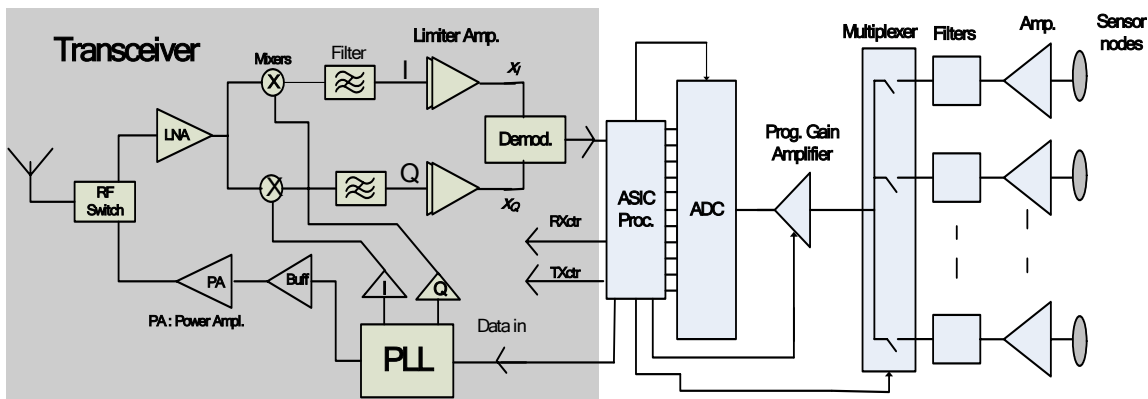 Transceiver
Mixers
Filter
Limiter Amp.
Multiplexer
Filters
Amp.
Sensor
nodes
X
I
xI
LNA
Demod.
Prog. Gain
Amplifier
RF
Switch
X
Q
xQ
ASIC
Proc.
ADC
RXctr
TXctr
PA
Buff
I
Q
PA : Power Ampl.
Data in
PLL